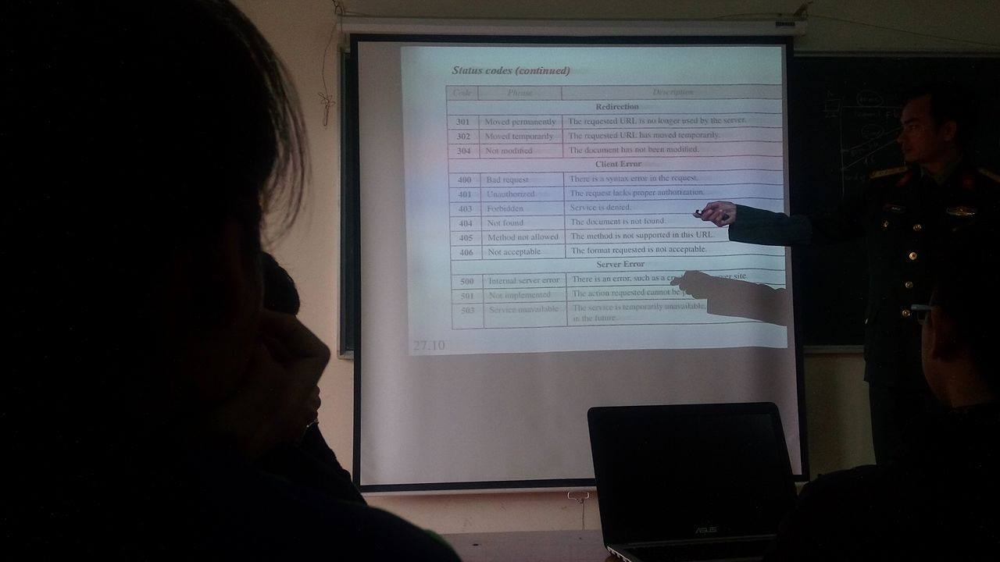 Status codes (continued)
Code Phrase Description
Redirection
301 Moved permanently The requested URL is no longer used by the server.
302 Moved temporarily The requested URL has moved temporarily.
304 Not modified The document has not been modified.
Client Error
400 Bad request There is a syntax error in the request.
401 Unauthorized The request lacks proper authorization.
403 Forbidden Service is denied.
404 Not found The document is not found.
405 Method not allowed The method is not supported in this URL.
406 Not acceptable The format requested is not acceptable.
Server Error
500 Internal server error There is an error, such as a site.
501 Not implemented The action requested cannot be
503 Service unavailable The service is temporarily unavailable,
in the future.
27.10
ASUS